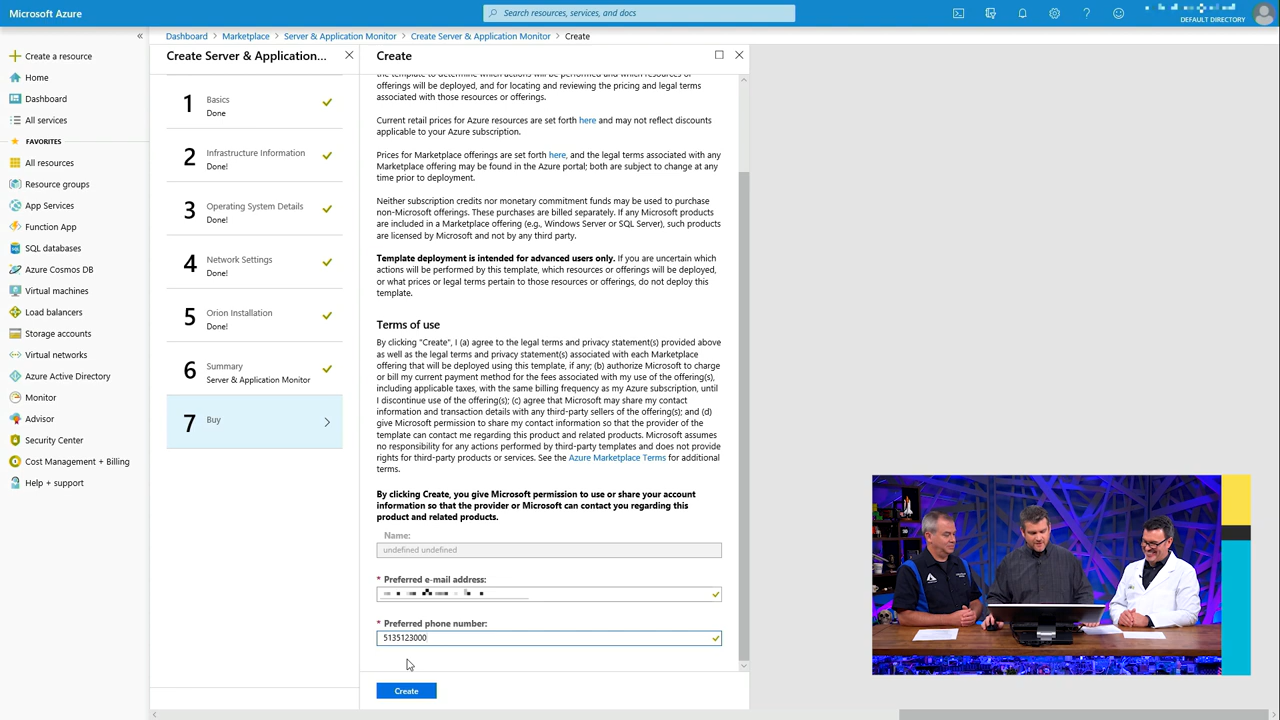 Microsoft Azure
Search resources, services, and docs
DEFAULT DIRECTORY
Create a resource
Home
Dashboard
All services
FAVORITES
All resources
Resource groups
App Services
Function App
SQL databases
Azure Cosmos DB
Virtual machines
Load balancers
Storage accounts
Virtual networks
Azure Active Directory
Monitor
Advisor
Security Center
Cost Management + Billing
Help + support
Dashboard > Marketplace > Server & Application Monitor > Create Server & Application Monitor > Create
Create Server & Application...
1
Basics
Done
2
Infrastructure Information
Done!
3
Operating System Details
Done!
4
Network Settings
Done!
5
Orion Installation
Done!
6
Summary
Server & Application Monitor
7
Buy
Create
the template to determine which actions will be performed and which resources or
offerings will be deployed, and for locating and reviewing the pricing and legal terms
associated with those resources or offerings.
Current retail prices for Azure resources are set forth here and may not reflect discounts
applicable to your Azure subscription.
Prices for Marketplace offerings are set forth here, and the legal terms associated with any
Marketplace offering may be found in the Azure portal; both are subject to change at any
time prior to deployment.
Neither subscription credits nor monetary commitment funds may be used to purchase
non-Microsoft offerings. These purchases are billed separately. If any Microsoft products
are included in a Marketplace offering (e.g., Windows Server or SQL Server), such products
are licensed by Microsoft and not by any third party.
Template deployment is intended for advanced users only. If you are uncertain which
actions will be performed by this template, which resources or offerings will be deployed,
or what prices or legal terms pertain to those resources or offerings, do not deploy this
template.
Terms of use
By clicking "Create", I (a) agree to the legal terms and privacy statement(s) provided above
as well as the legal terms and privacy statement(s) associated with each Marketplace
offering that will be deployed using this template, if any; (b) authorize Microsoft to charge
or bill my current payment method for the fees associated with my use of the offering(s),
including applicable taxes, with the same billing frequency as my Azure subscription, until
I discontinue use of the offering(s); (c) agree that Microsoft may share my contact
information and transaction details with any third-party sellers of the offering(s); and (d)
give Microsoft permission to share my contact information so that the provider of the
template can contact me regarding this product and related products. Microsoft assumes
no responsibility for any actions performed by third-party templates and does not provide
rights for third-party products or services. See the Azure Marketplace Terms for additional
terms.
By clicking Create, you give Microsoft permission to use or share your account
information so that the provider or Microsoft can contact you regarding this
product and related products.
Name:
undefined undefined
* Preferred e-mail address:
* Preferred phone number:
5135123000
Create